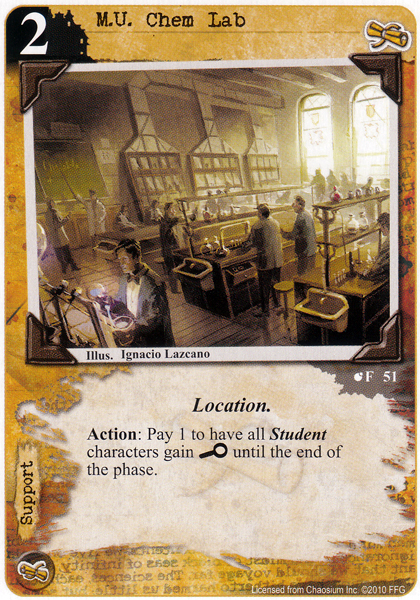 2
M.U. Chem Lab
Illus. Ignacio Lazcano
F 51
Location.
Action: Pay 1 to have all Student
characters gain until the end of
the phase.
Support
Licensed from Chaosium Inc. ©2010 FFG